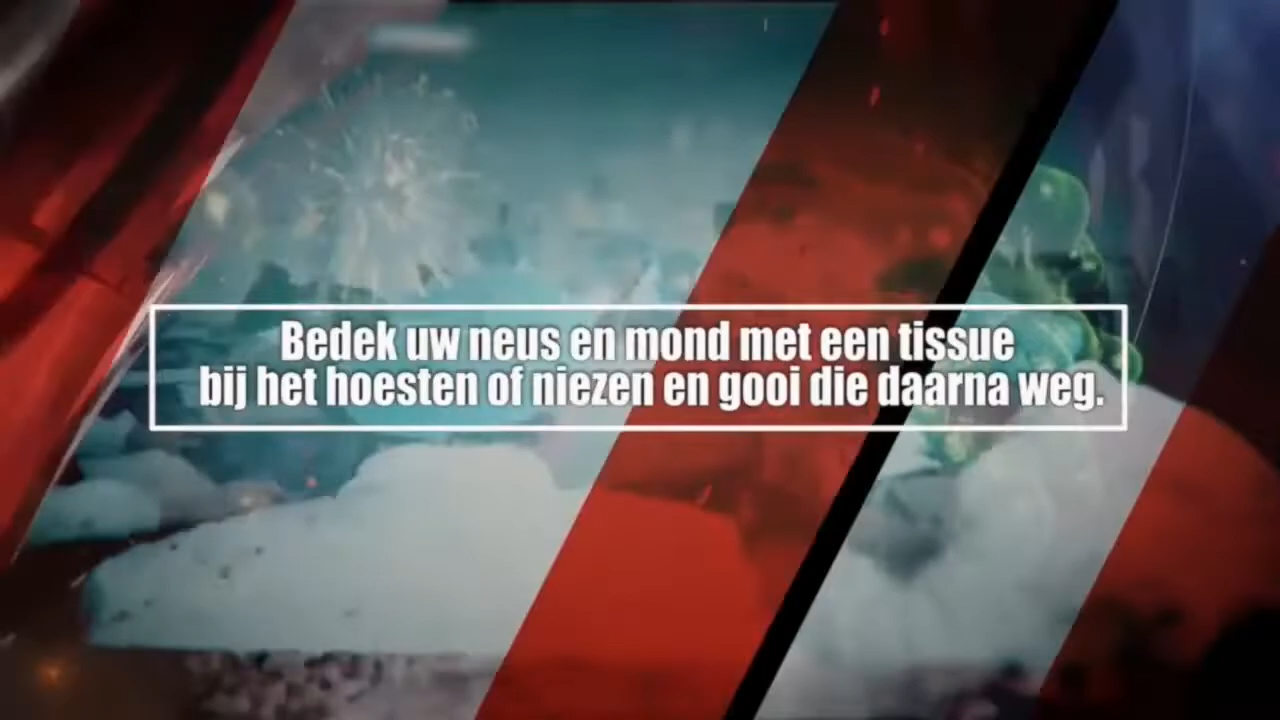 Bedek uw neus en mond met een tissue
bij het hoesten of niezen en gooi die daarna weg.